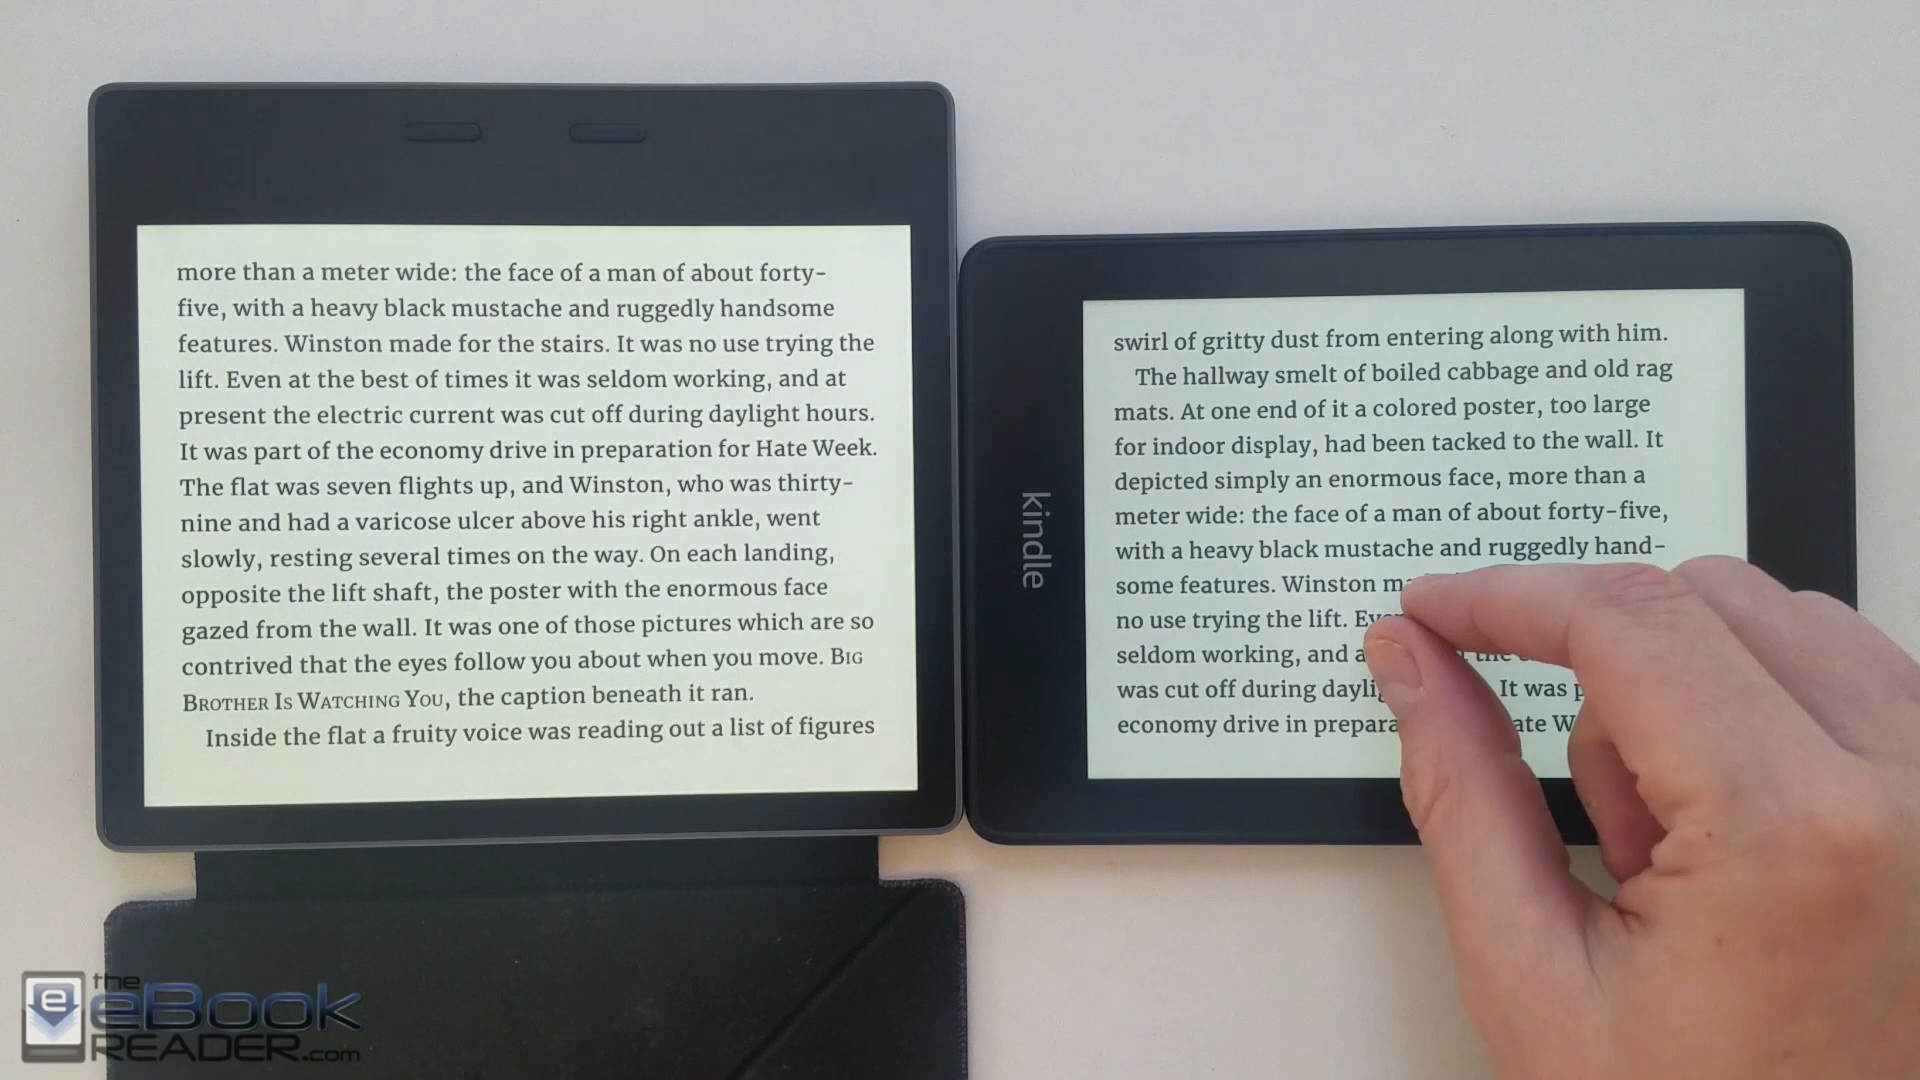 more than a meter wide: the face of a man of about forty-
five, with a heavy black mustache and ruggedly handsome
features. Winston made for the stairs. It was no use trying the
lift. Even at the best of times it was seldom working, and at
present the electric current was cut off during daylight hours.
It was part of the economy drive in preparation for Hate Week.
The flat was seven flights up, and Winston, who was thirty-
nine and had a varicose ulcer above his right ankle, went
slowly, resting several times on the way. On each landing,
opposite the lift shaft, the poster with the enormous face
gazed from the wall. It was one of those pictures which are so
contrived that the eyes follow you about when you move. BIG
BROTHER IS WATCHING YOU, the caption beneath it ran.
Inside the flat a fruity voice was reading out a list of figures
kindle
swirl of gritty dust from entering along with him.
The hallway smelt of boiled cabbage and old rag
mats. At one end of it a colored poster, too large
for indoor display, had been tacked to the wall. It
depicted simply an enormous face, more than a
meter wide: the face of a man of about forty-five,
with a heavy black mustache and ruggedly hand-
some features. Winston
no use trying the lift.
seldom working, and
was cut off during It was
economy drive in
the
eBook
READER.com